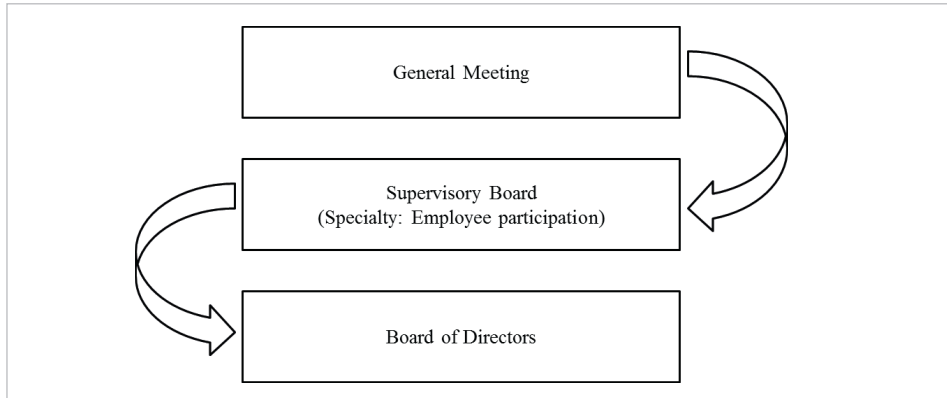 General Meeting
Supervisory Board
(Specialty: Employee participation)
Board of Directors